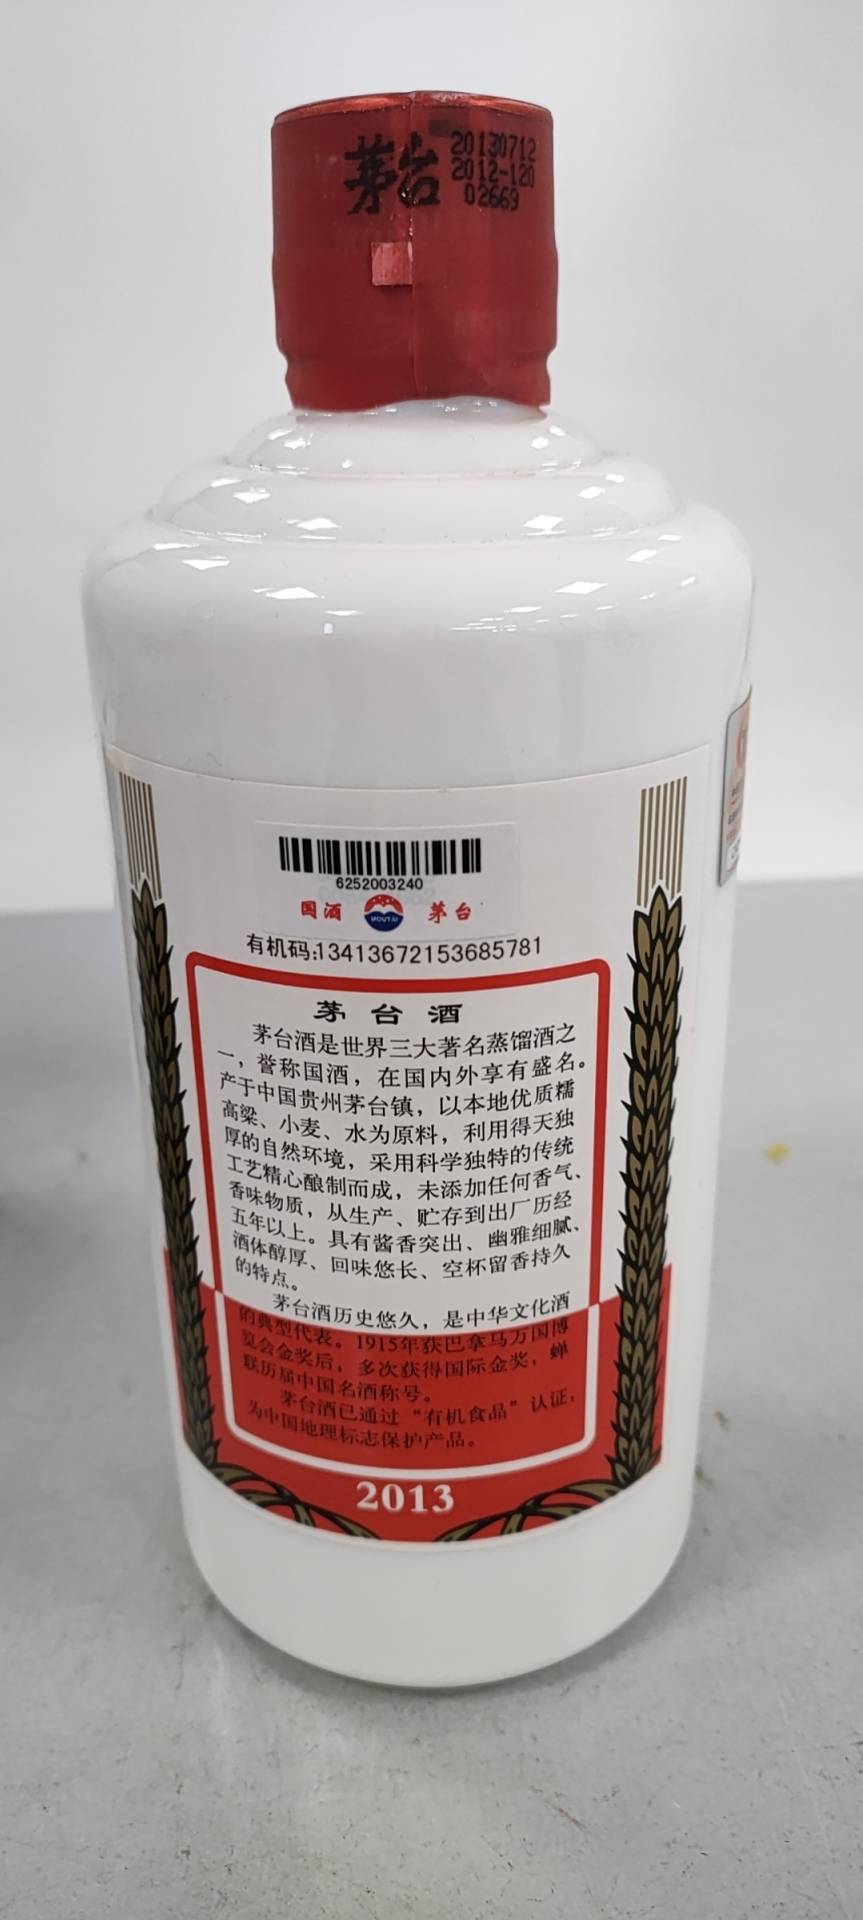 茅台
20130712
2012-120
02669
6252003240
国酒
MOUTAI
茅台
有机码:13413672153685781
茅台酒
茅台酒是世界三大著名蒸馏酒之
一，誉称国酒，在国内外享有盛名。
产于中国贵州茅台镇，以本地优质糯
高粱、小麦、水为原料，利用得天独
厚的自然环境，采用科学独特的传统
工艺精心酿制而成，未添加任何香气、
香味物质，从生产、贮存到出厂历经
五年以上。具有酱香突出、幽雅细腻、
酒体醇厚、回味悠长、空杯留香持久
的特点。
茅台酒历史悠久，是中华文化酒
的典型代表。1915年获巴拿马万国博
览会金奖后，多次获得国际金奖，蝉
联历届中国名酒称号。
茅台酒已通过“有机食品”认证，
为中国地理标志保护产品。
2013